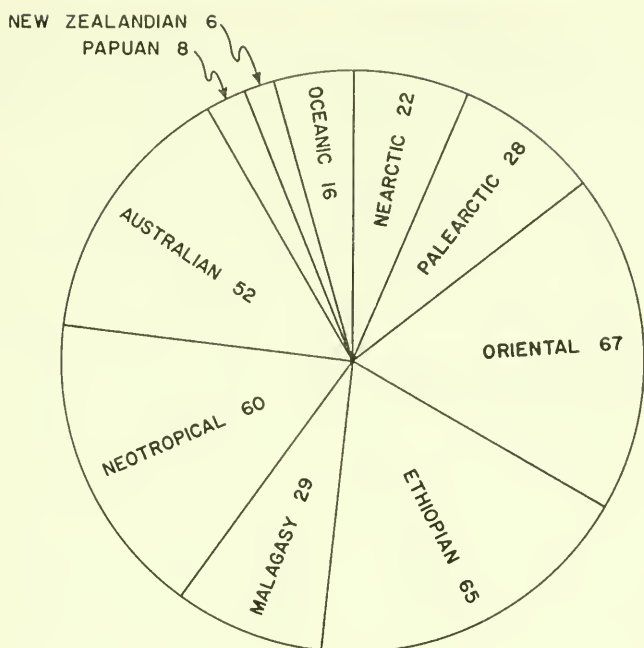 NEW ZEALANDIAN 6
PAPUAN 8
OCEANIC 16
NEARCTIC 22
PALEARCTIC 28
ORIENTAL 67
ETHIOPIAN 65
MALAGASY 29
NEOTROPICAL 60
AUSTRALIAN 52